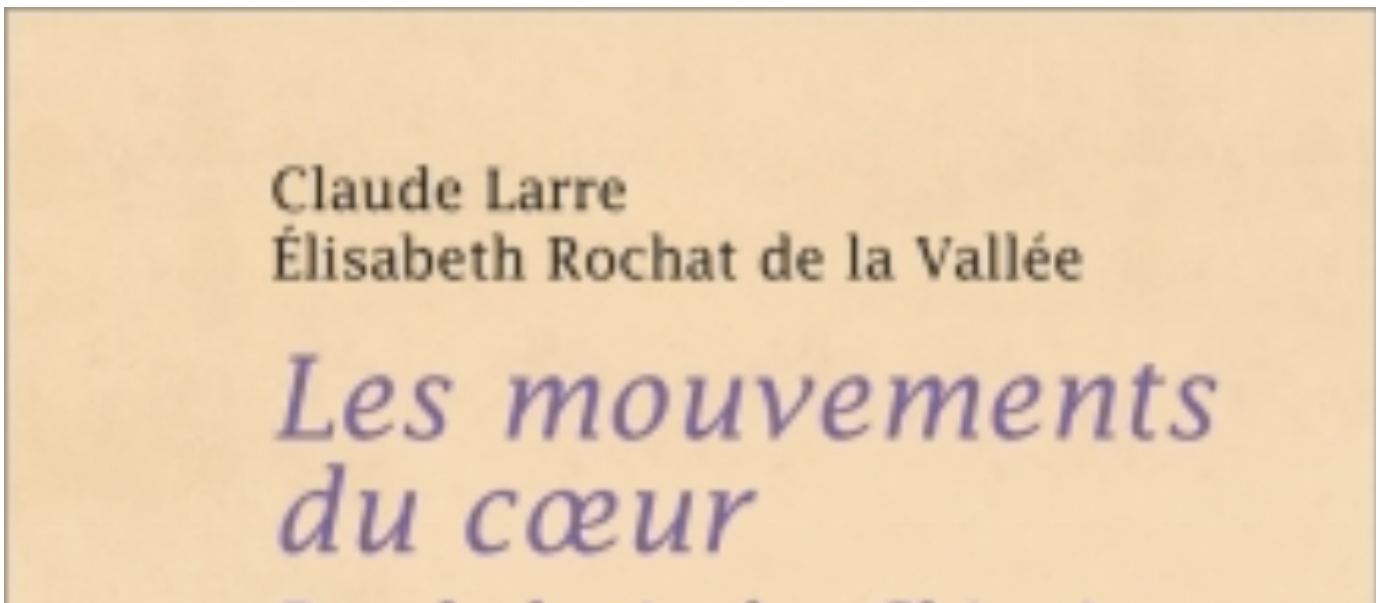 Claude Larre
Élisabeth Rochat de la Vallée
Les mouvements
du cœur